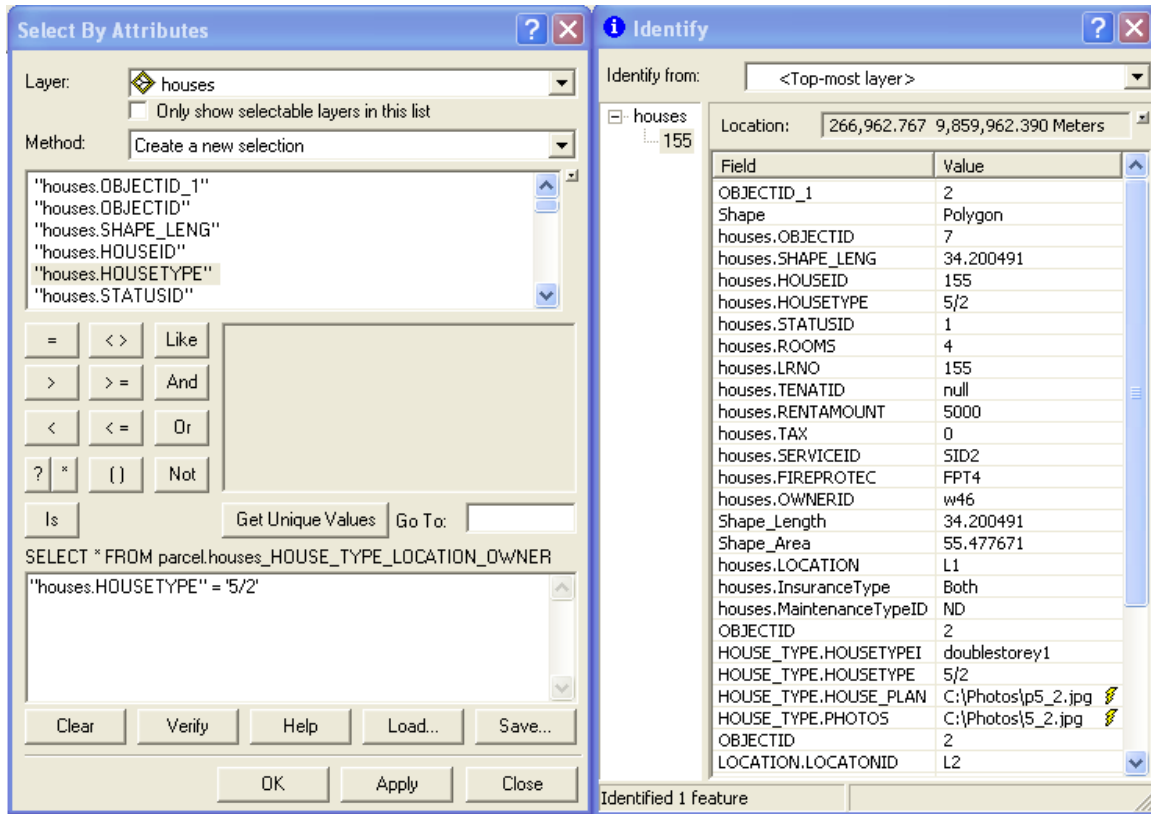 Select By Attributes
Layer: houses
Only show selectable layers in this list
Method: Create a new selection
"houses.OBJECTID_1"
"houses.OBJECTID"
"houses.SHAPE_LENG"
"houses.HOUSEID"
"houses.HOUSETYPE"
"houses.STATUSID"
= < > Like
> > = And
< < = Or
? * ( ) Not
Is Get Unique Values Go To:
SELECT * FROM parcel.houses_HOUSE_TYPE_LOCATION_OWNER
"houses.HOUSETYPE" = '5/2'
Clear Verify Help Load... Save...
OK Apply Close
Identify
Identify from: <Top-most layer>
houses
155
Location: 266,962.767 9,859,962.390 Meters
Field Value
OBJECTID_1 2
Shape Polygon
houses.OBJECTID 7
houses.SHAPE_LENG 34.200491
houses.HOUSEID 155
houses.HOUSETYPE 5/2
houses.STATUSID 1
houses.ROOMS 4
houses.LRNO 155
houses.TENATID null
houses.RENTAMOUNT 5000
houses.TAX 0
houses.SERVICEID SID2
houses.FIREPROTEC FPT4
houses.OWNERID w46
Shape_Length 34.200491
Shape_Area 55.477671
houses.LOCATION L1
houses.InsuranceType Both
houses.MaintenanceTypeID ND
OBJECTID 2
HOUSE_TYPE.HOUSETYPEI doublestorey1
HOUSE_TYPE.HOUSETYPE 5/2
HOUSE_TYPE.HOUSE_PLAN C:\Photos\p5_2.jpg
HOUSE_TYPE.PHOTOS C:\Photos\5_2.jpg
OBJECTID 2
LOCATION.LOCATONID L2
Identified 1 feature